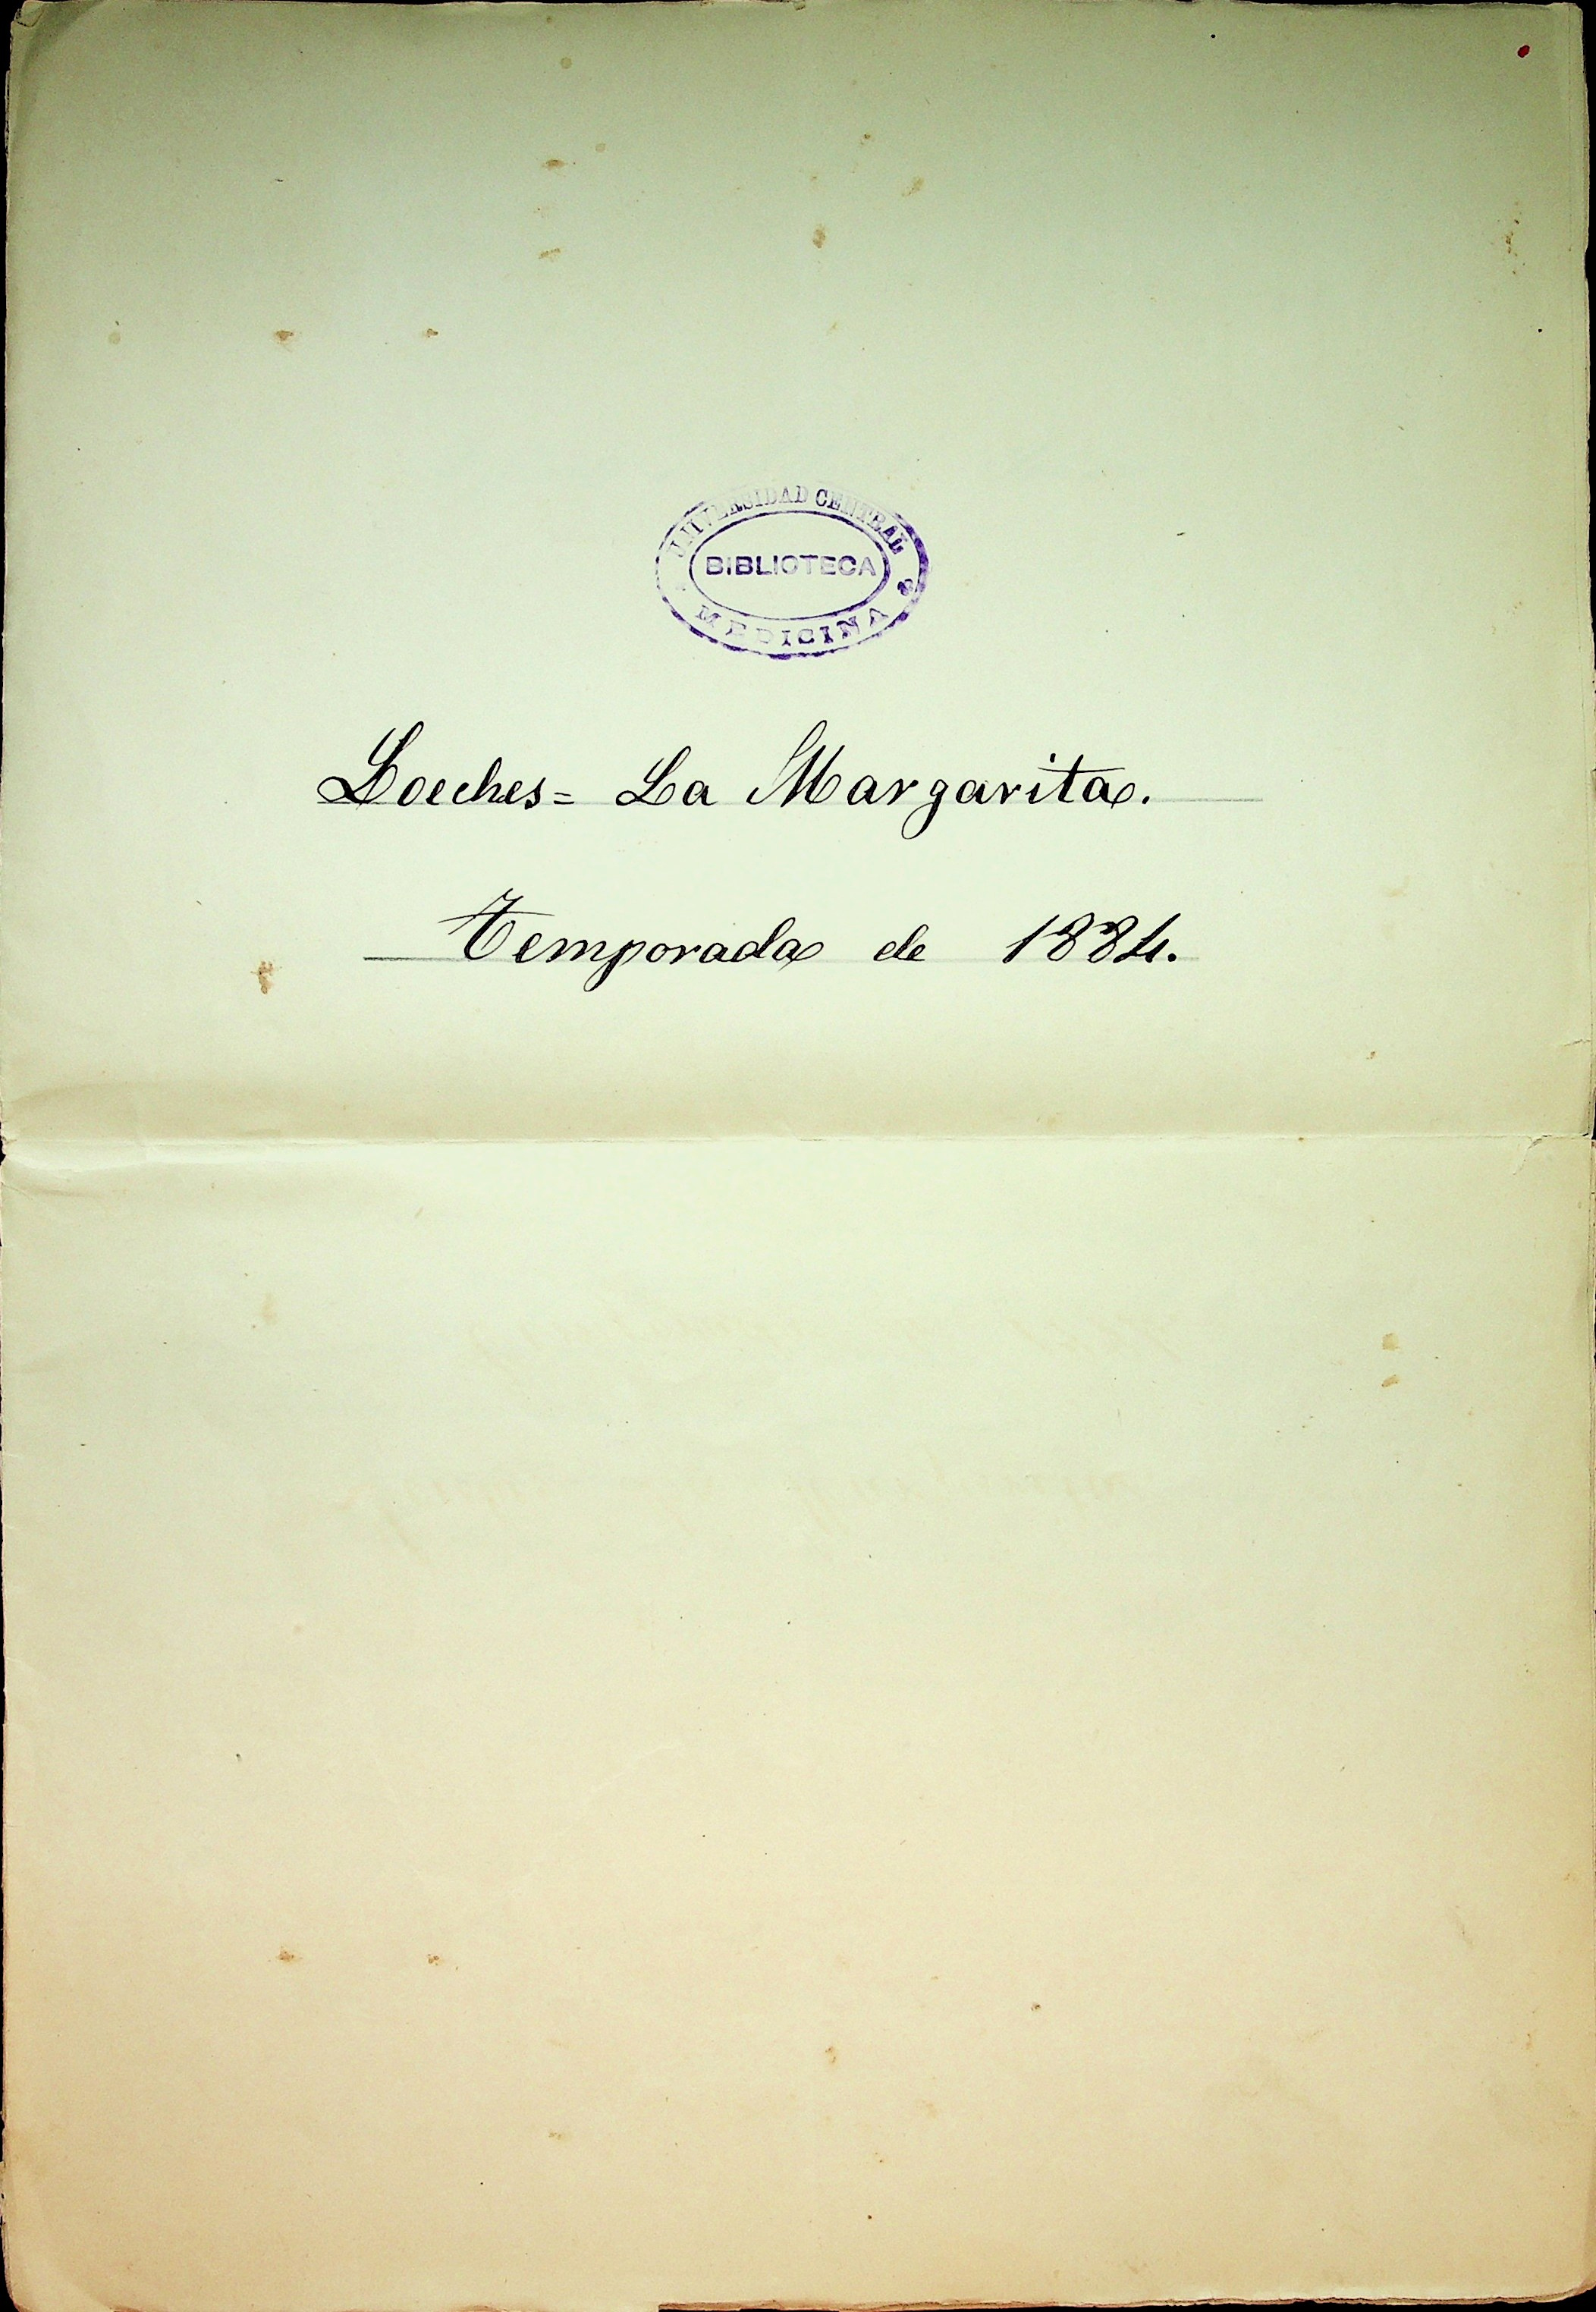 UNIVERSIDAD CENTRAL
BIBLIOTECA
MEDICINA
Loeches = La Margarita.
Temporada de 1884.